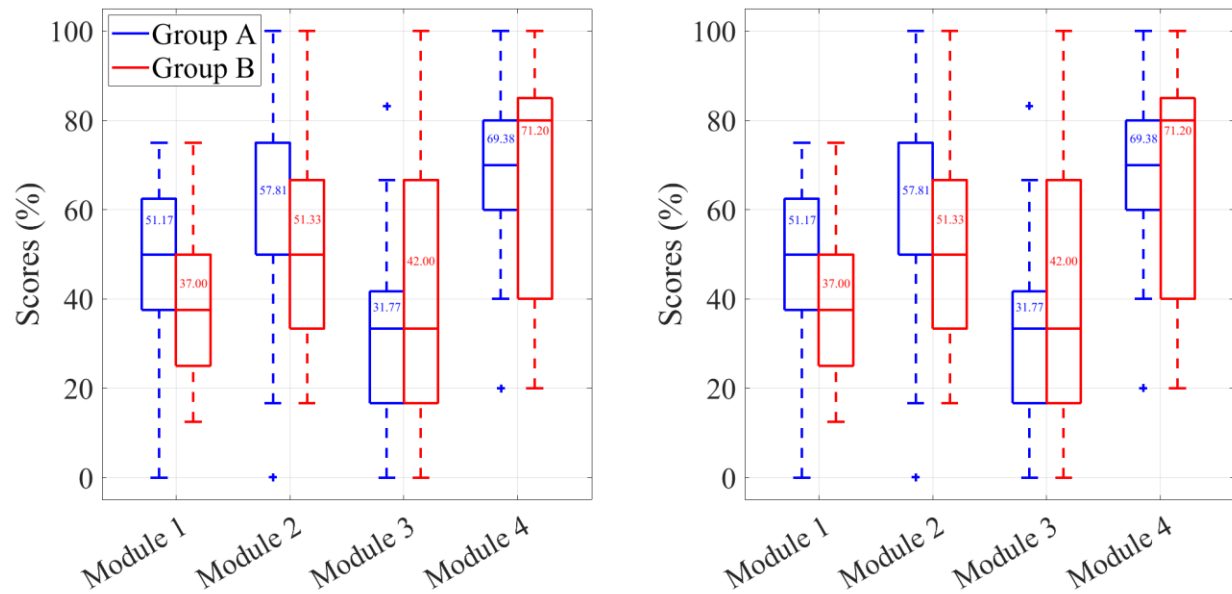 Scores (%)
100
80
60
40
20
0
Group A
Group B
51.17
37.00
57.81
51.33
31.77
42.00
69.38
71.20
Module 1
Module 2
Module 3
Module 4
Scores (%)
100
80
60
40
20
0
51.17
37.00
57.81
51.33
31.77
42.00
69.38
71.20
Module 1
Module 2
Module 3
Module 4